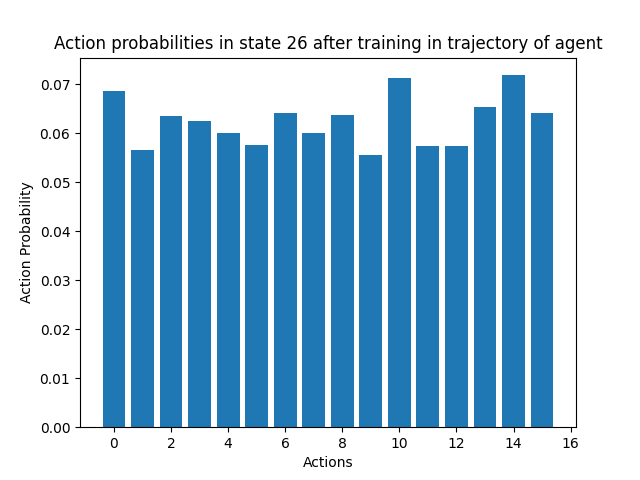 Action probabilities in state 26 after training in trajectory of agent
0.07
0.06
0.05
0.04
0.03
0.02
0.01
0.00
Action Probability
0 2 4 6 8 10 12 14 16
Actions